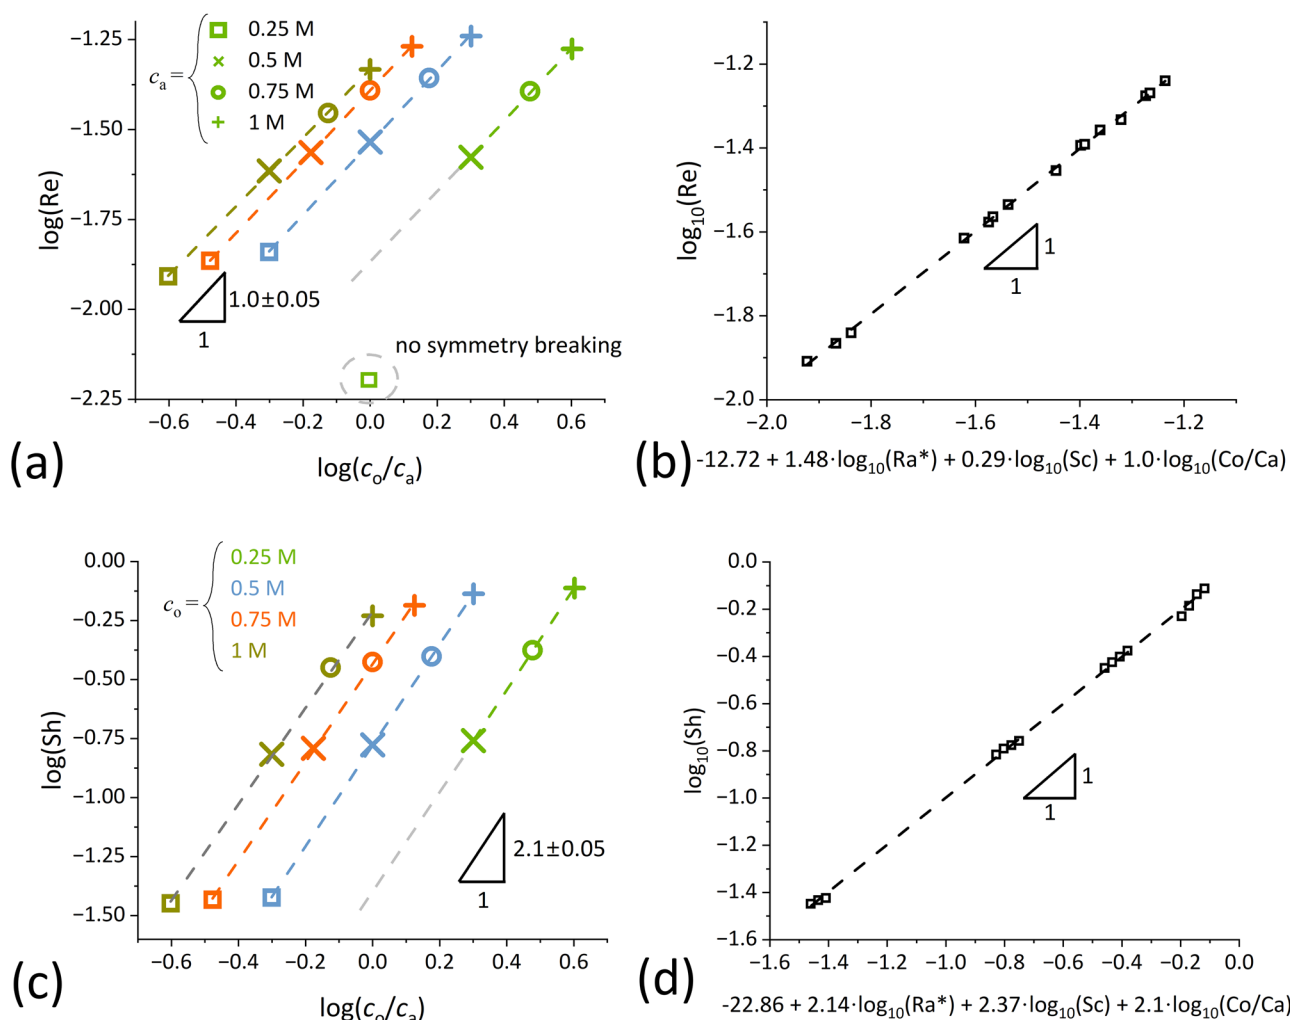 −1.25
−1.50
−1.75
−2.00
−2.25
log(Re)
c_a =
0.25 M
0.5 M
0.75 M
1 M
1.0±0.05
1
no symmetry breaking
−0.6 −0.4 −0.2 0.0 0.2 0.4 0.6
log(c_o/c_a)
(a)
−1.2
−1.4
−1.6
−1.8
−2.0
log₁₀(Re)
1
1
−2.0 −1.8 −1.6 −1.4 −1.2
-12.72 + 1.48·log₁₀(Ra*) + 0.29·log₁₀(Sc) + 1.0·log₁₀(Co/Ca)
(b)
0.00
−0.25
−0.50
−0.75
−1.00
−1.25
−1.50
log(Sh)
c_o =
0.25 M
0.5 M
0.75 M
1 M
2.1±0.05
1
−0.6 −0.4 −0.2 0.0 0.2 0.4 0.6
log(c_o/c_a)
(c)
0.0
−0.2
−0.4
−0.6
−0.8
−1.0
−1.2
−1.4
−1.6
log₁₀(Sh)
1
1
−1.6 −1.4 −1.2 −1.0 −0.8 −0.6 −0.4 −0.2 0.0
-22.86 + 2.14·log₁₀(Ra*) + 2.37·log₁₀(Sc) + 2.1·log₁₀(Co/Ca)
(d)